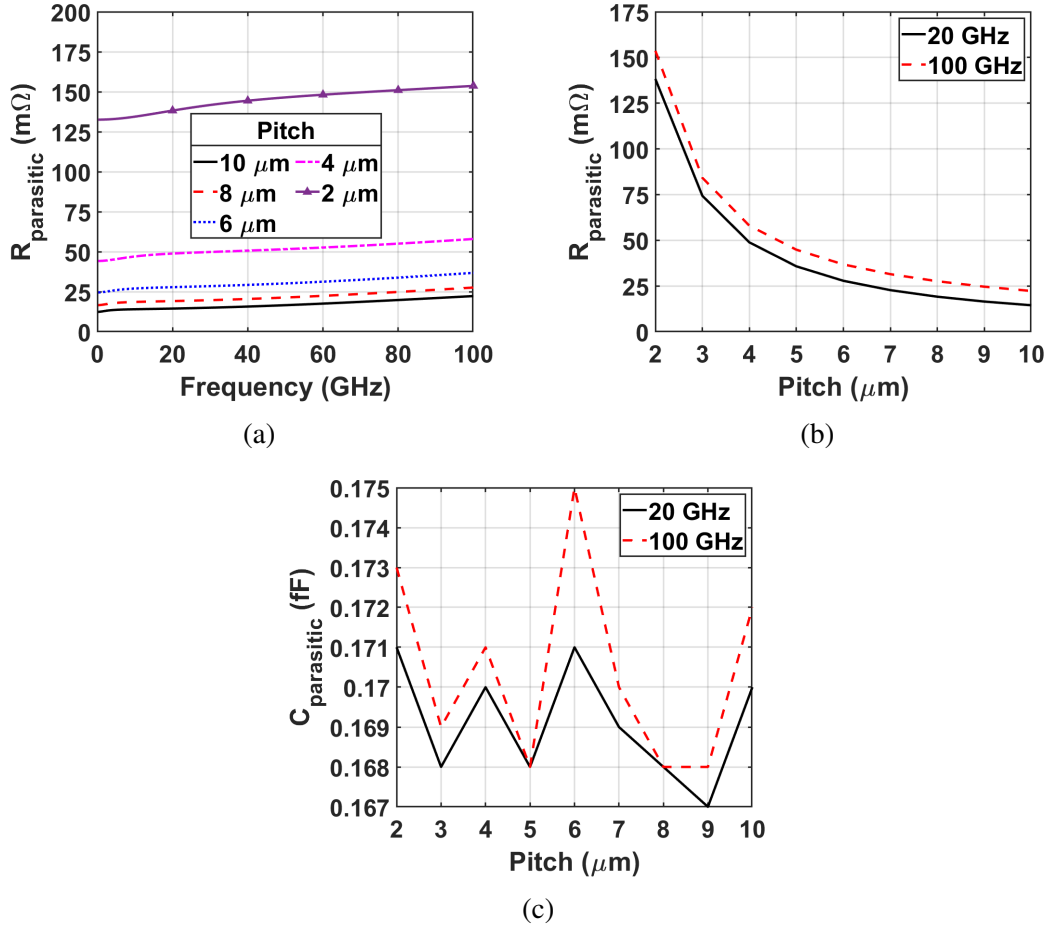 200
175
150
125
100
75
50
25
0
R_parasitic (mΩ)
Pitch
10 μm 4 μm
8 μm 2 μm
6 μm
0 20 40 60 80 100
Frequency (GHz)
(a)
175
150
125
100
75
50
25
0
R_parasitic (mΩ)
20 GHz
100 GHz
2 3 4 5 6 7 8 9 10
Pitch (μm)
(b)
0.175
0.174
0.173
0.172
0.171
0.17
0.169
0.168
0.167
C_parasitic (fF)
20 GHz
100 GHz
2 3 4 5 6 7 8 9 10
Pitch (μm)
(c)